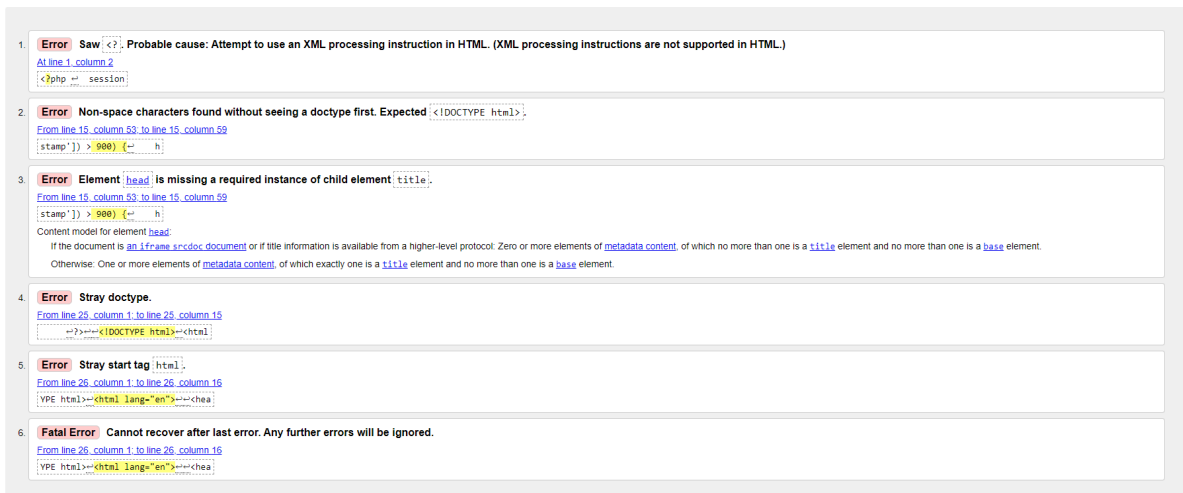 1. Error Saw <?. Probable cause: Attempt to use an XML processing instruction in HTML. (XML processing instructions are not supported in HTML.)
At line 1, column 2
<?php ↩  session
2. Error Non-space characters found without seeing a doctype first. Expected <!DOCTYPE html>.
From line 15, column 53; to line 15, column 59
stamp']) > 900) {↩    h
3. Error Element head is missing a required instance of child element title.
From line 15, column 53; to line 15, column 59
stamp']) > 900) {↩    h
Content model for element head:
If the document is an iframe srcdoc document or if title information is available from a higher-level protocol: Zero or more elements of metadata content, of which no more than one is a title element and no more than one is a base element.
Otherwise: One or more elements of metadata content, of which exactly one is a title element and no more than one is a base element.
4. Error Stray doctype.
From line 25, column 1; to line 25, column 15
↩?>↩↩<!DOCTYPE html>↩<html
5. Error Stray start tag html.
From line 26, column 1; to line 26, column 16
YPE html>↩<html lang="en">↩↩<hea
6. Fatal Error Cannot recover after last error. Any further errors will be ignored.
From line 26, column 1; to line 26, column 16
YPE html>↩<html lang="en">↩↩<hea